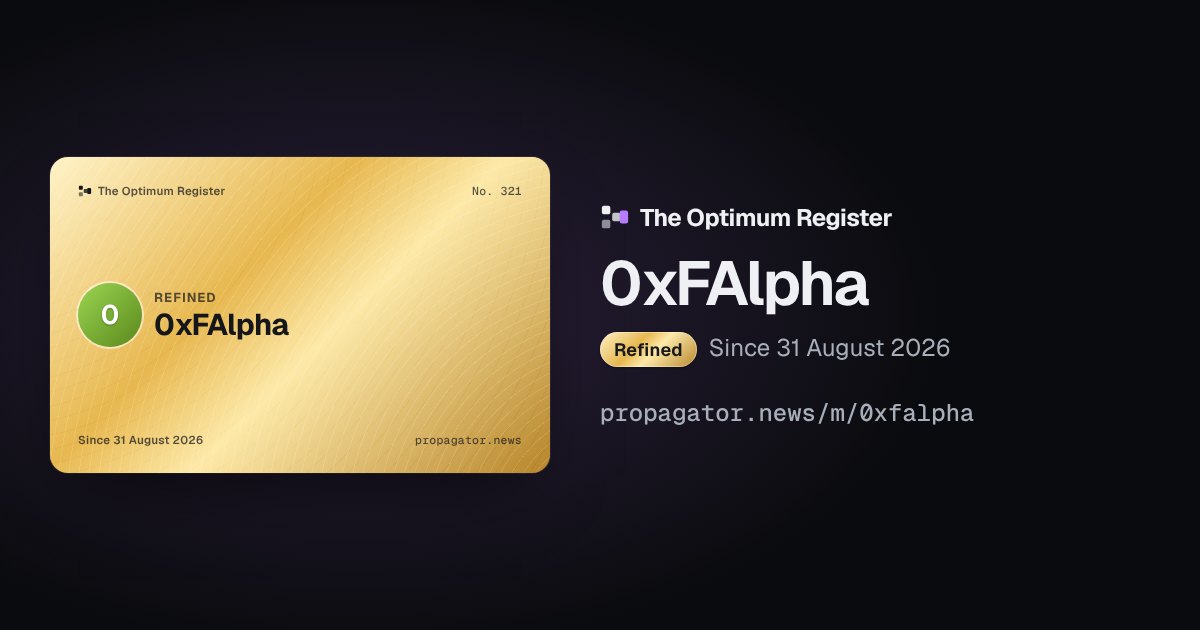 The Optimum Register
No. 321
0
REFINED
0xFAlpha
Since 31 August 2026
propagator.news
The Optimum Register
0xFAlpha
Refined
Since 31 August 2026
propagator.news/m/0xfalpha